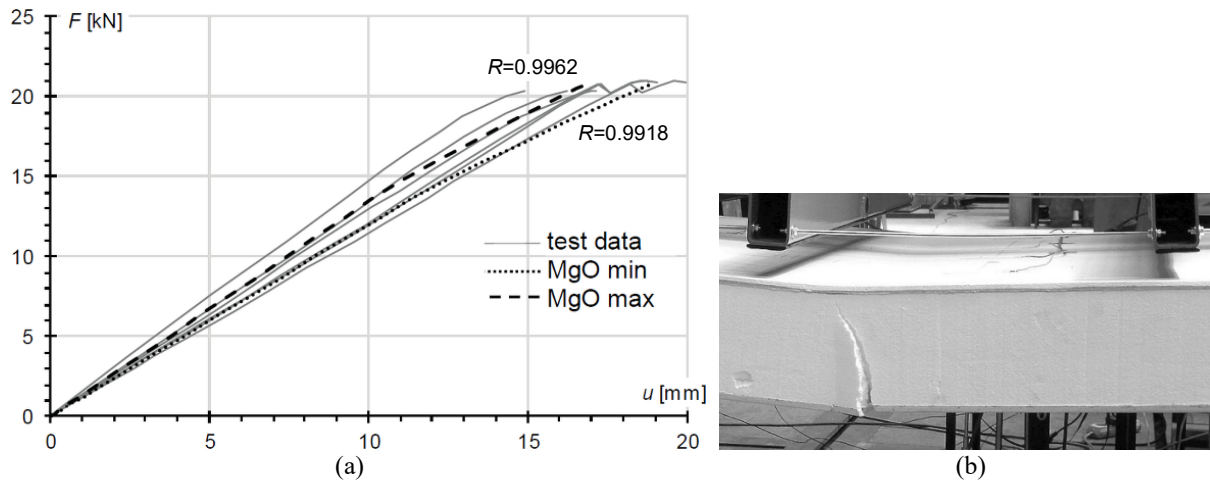 25
F [kN]
20
15
10
5
0
R=0.9962
R=0.9918
test data
MgO min
MgO max
u [mm]
0
5
10
15
20
(a)
(b)